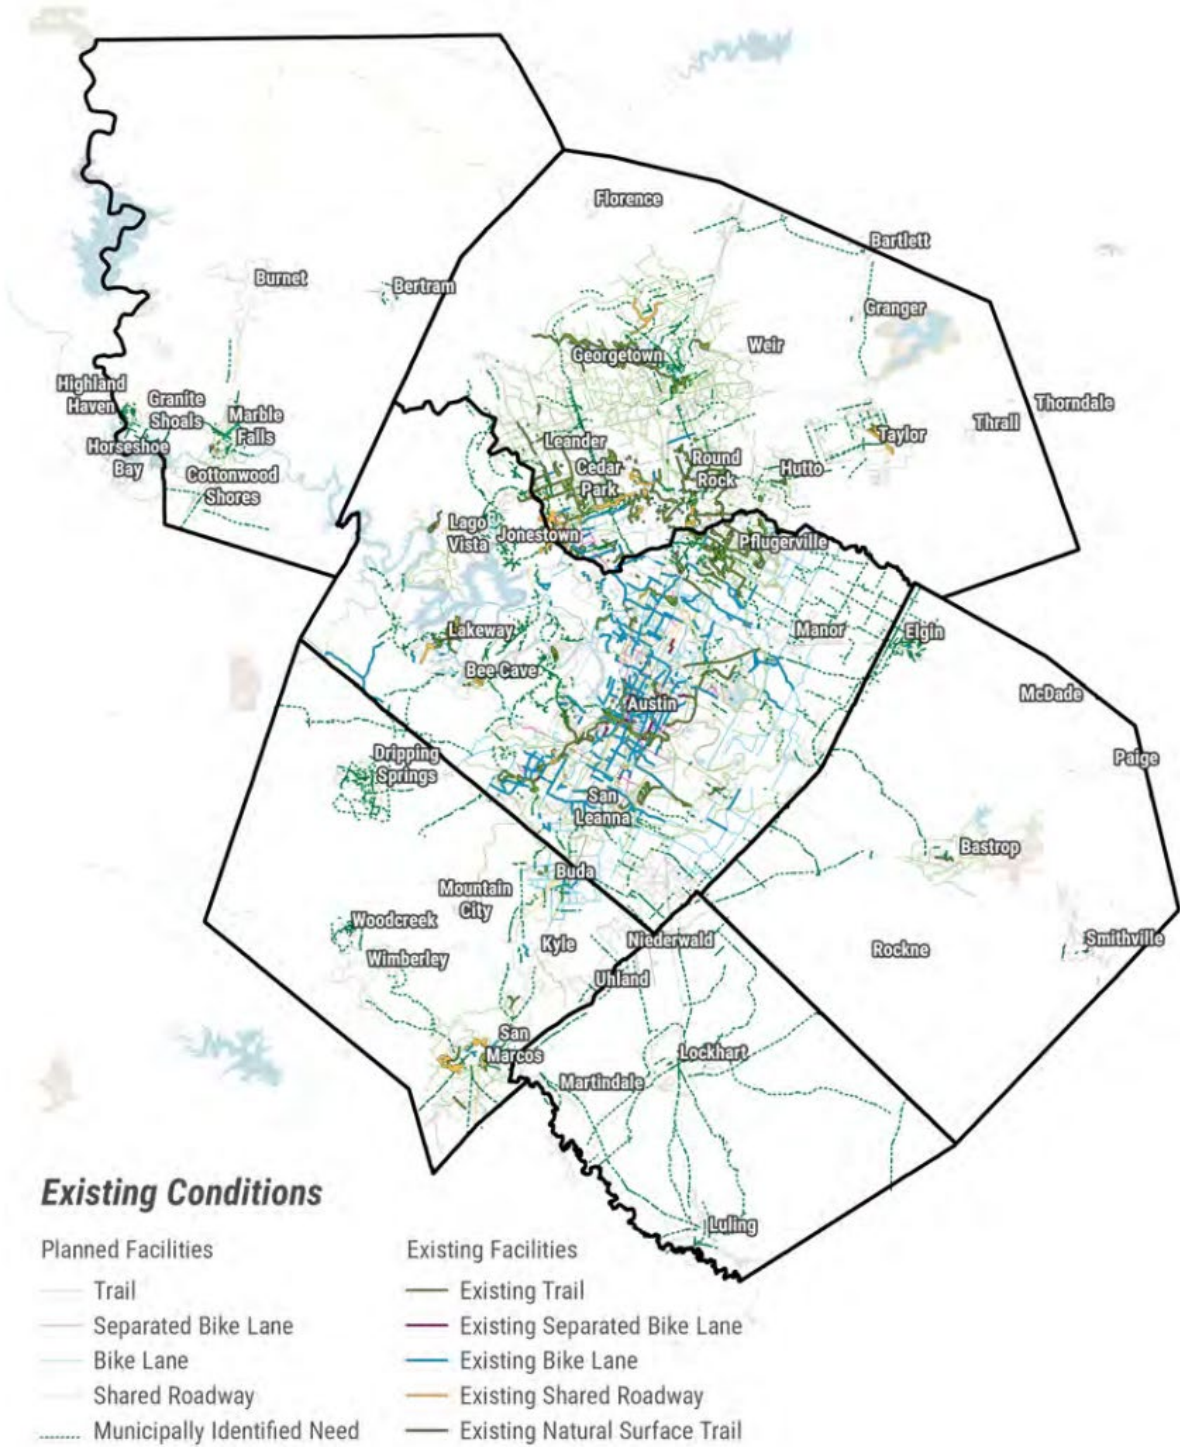 Florence
Bartlett
Burnet
Bertram
Granger
Georgetown
Weir
Highland
Haven
Granite
Shoals
Marble
Falls
Thorndale
Thrall
Horseshoe
Bay
Leander
Taylor
Cottonwood
Shores
Cedar
Park
Round
Rock
Hutto
Lago
Vista
Jonestown
Pflugerville
Lakeway
Manor
Elgin
Bee Cave
McDade
Austin
Dripping
Springs
Paige
San
Leanna
Bastrop
Buda
Mountain
City
Woodcreek
Kyle
Niederwald
Rockne
Smithville
Wimberley
Uhland
San
Marcos
Lockhart
Martindale
Luling
Existing Conditions
Planned Facilities
Trail
Separated Bike Lane
Bike Lane
Shared Roadway
Municipally Identified Need
Existing Facilities
Existing Trail
Existing Separated Bike Lane
Existing Bike Lane
Existing Shared Roadway
Existing Natural Surface Trail